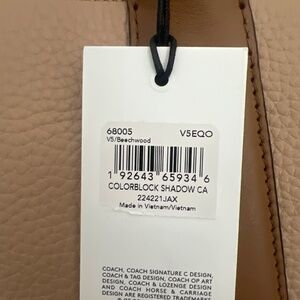 68005 V5EQO
V5/Beechwood
1 92643 65934 6
COLORBLOCK SHADOW CA
224221JAX
Made in Vietnam/Vietnam
COACH, COACH SIGNATURE C DESIGN,
COACH & TAG DESIGN, COACH OP ART
DESIGN, COACH & LOZENGE DESIGN
AND COACH HORSE & CARRIAGE
DESIGN ARE REGISTERED TRADEMARKS